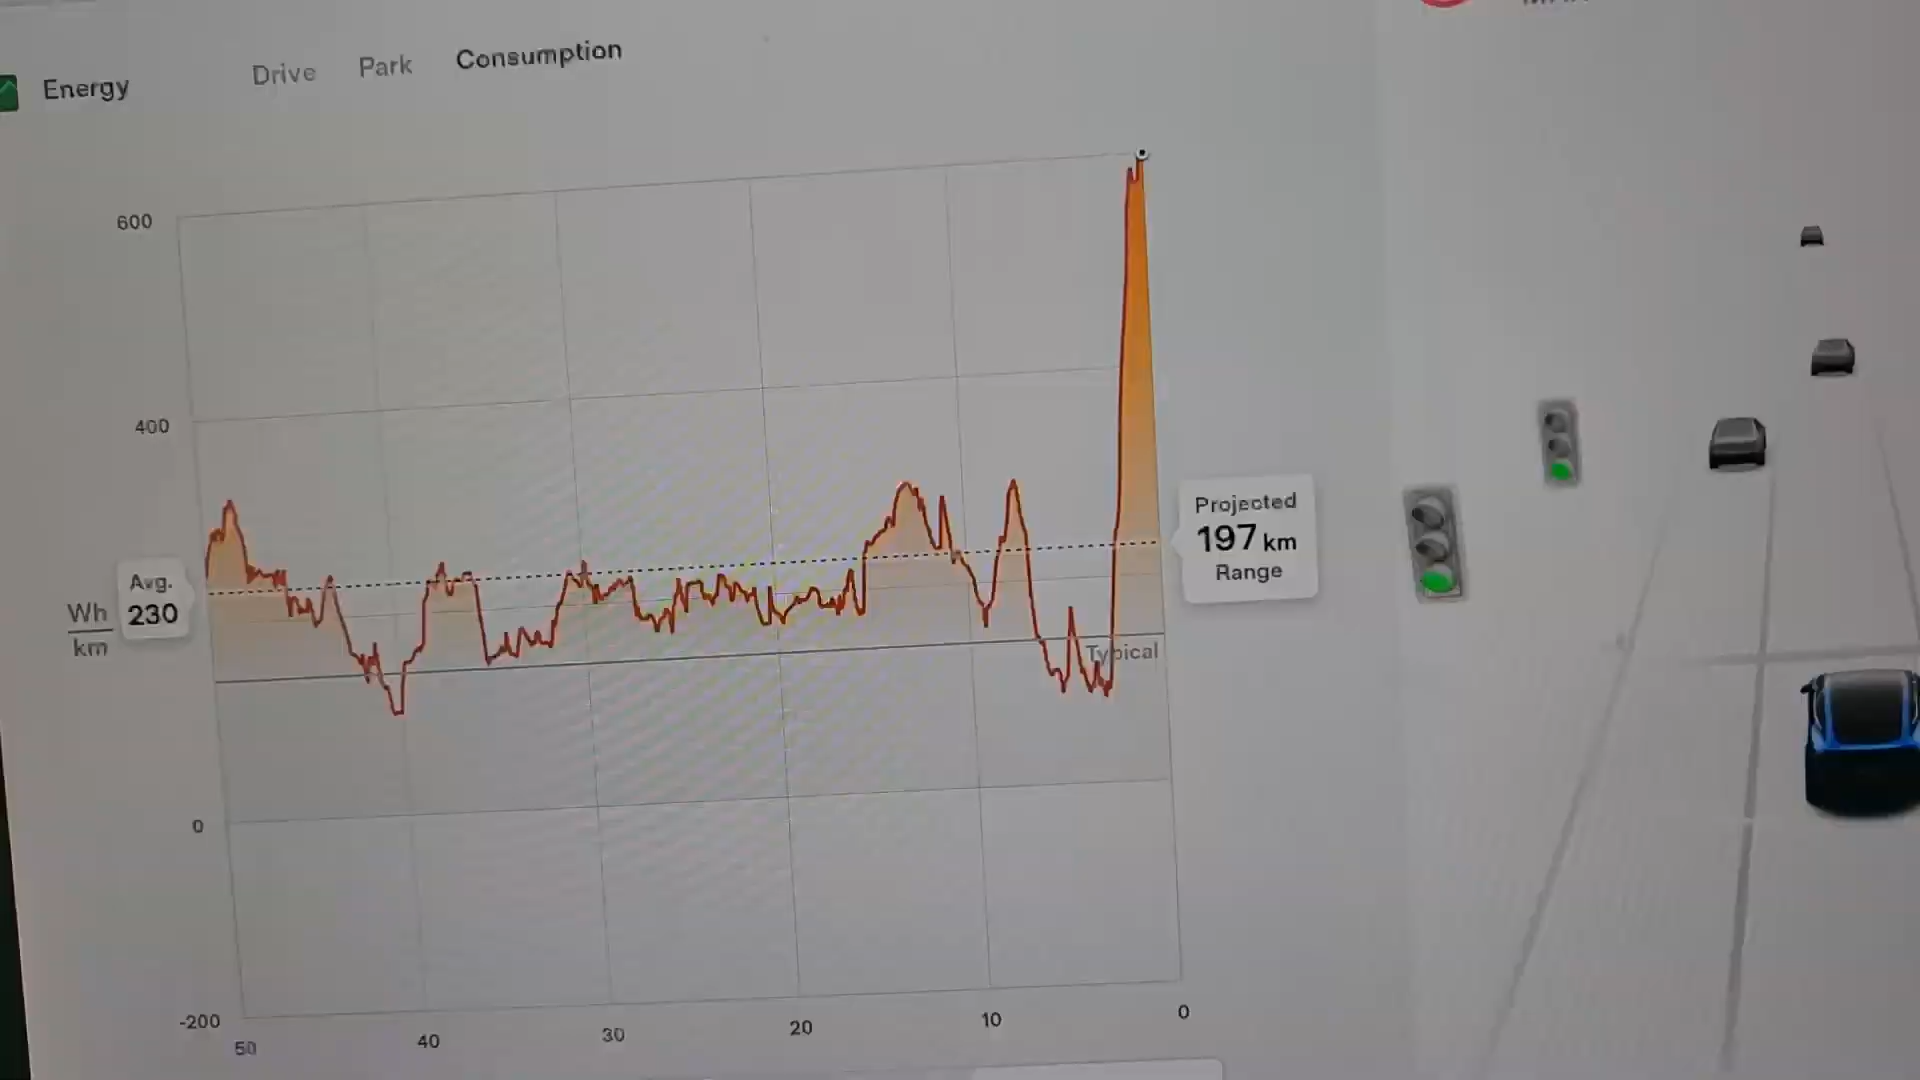 Energy
Drive
Park
Consumption
600
400
Avg.
230
Wh
km
Projected
197 km
Range
Typical
0
-200
50
40
30
20
10
0